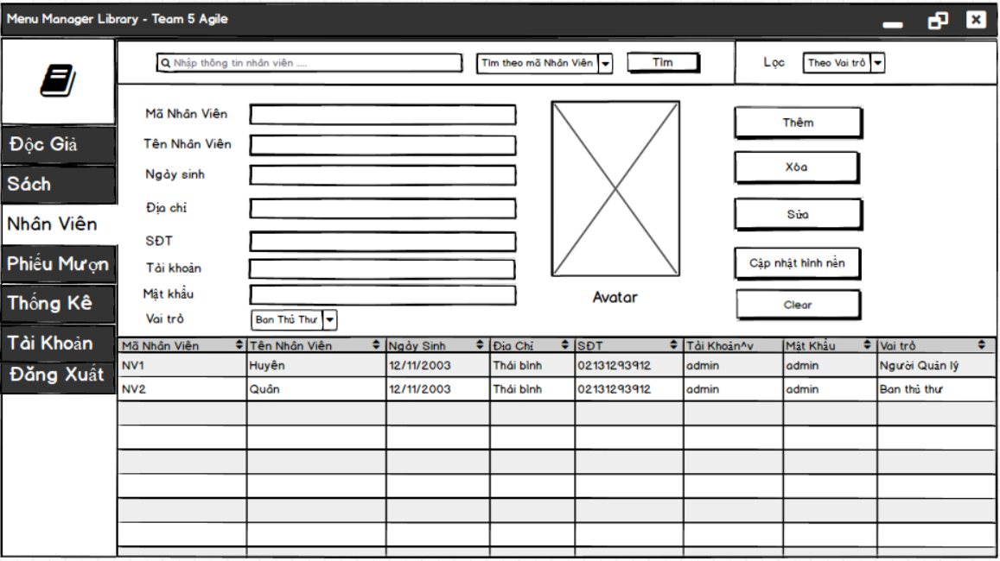 Menu Manager Library - Team 5 Agile
Nhập thông tin nhân viên ....
Tìm theo mã Nhân Viên
Tìm
Lọc
Theo Vai trò
Độc Giả
Sách
Nhân Viên
Phiếu Mượn
Thống Kê
Tài Khoản
Đăng Xuất
Mã Nhân Viên
Tên Nhân Viên
Ngày sinh
Địa chỉ
SĐT
Tài khoản
Mật khẩu
Vai trò
Ban Thủ Thư
Avatar
Thêm
Xóa
Sửa
Cập nhật hình nền
Clear
Mã Nhân Viên Tên Nhân Viên Ngày Sinh Địa Chỉ SĐT Tài Khoản^v Mật Khẩu Vai trò
NV1 Huyên 12/11/2003 Thái bình 02131293912 admin admin Người Quản lý
NV2 Quân 12/11/2003 Thái bình 02131293912 admin admin Ban thủ thư